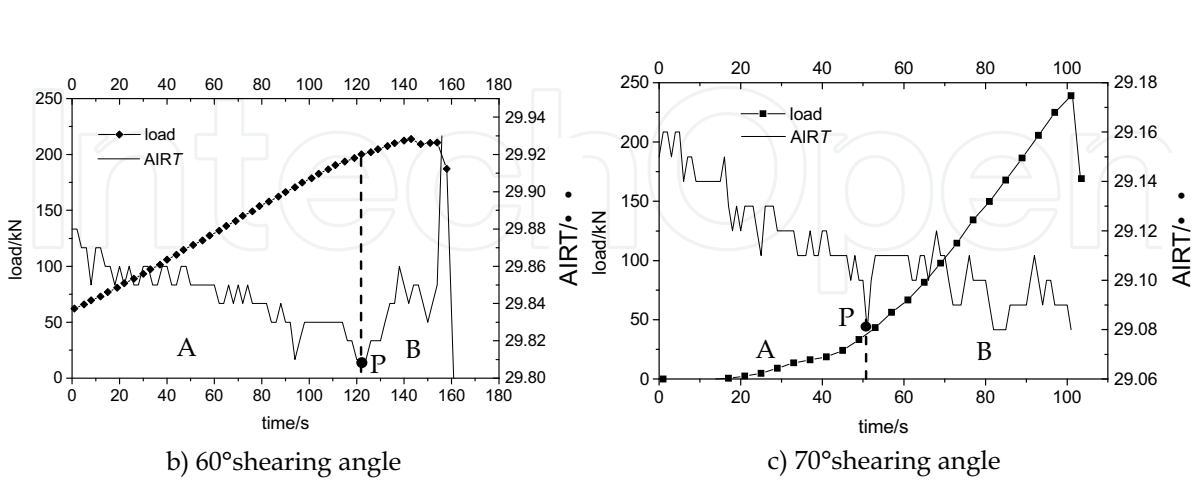 0 20 40 60 80 100 120 140 160 180
250
200
150
100
50
0
load/kN
load
AIRT
A
P
B
29.94
29.92
29.90
29.88
29.86
29.84
29.82
29.80
AIRT/• •
0 20 40 60 80 100 120 140 160 180
time/s
b) 60°shearing angle
0 20 40 60 80 100
250
200
150
100
50
0
load/kN
load
AIRT
P
A
B
29.18
29.16
29.14
29.12
29.10
29.08
29.06
AIRT/• •
0 20 40 60 80 100
time/s
c) 70°shearing angle
IntechOpen